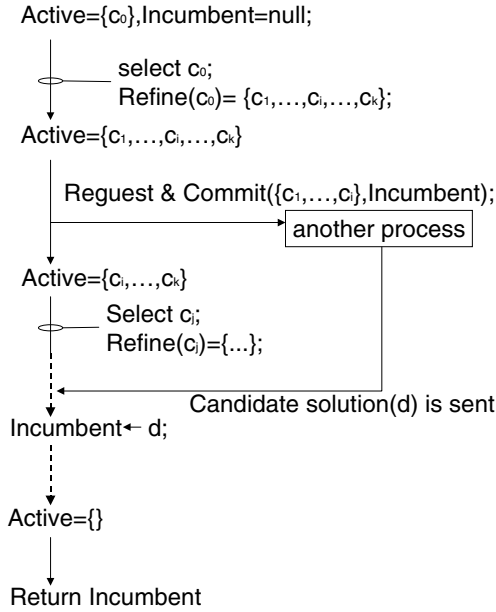 Active={c₀},Incumbent=null;
select c₀;
Refine(c₀)= {c₁,…,cᵢ,…,cₖ};
Active={c₁,…,cᵢ,…,cₖ}
Reguest & Commit({c₁,…,cᵢ},Incumbent);
another process
Active={cᵢ,…,cₖ}
Select cⱼ;
Refine(cⱼ)={...};
Candidate solution(d) is sent
Incumbent← d;
Active={}
Return Incumbent